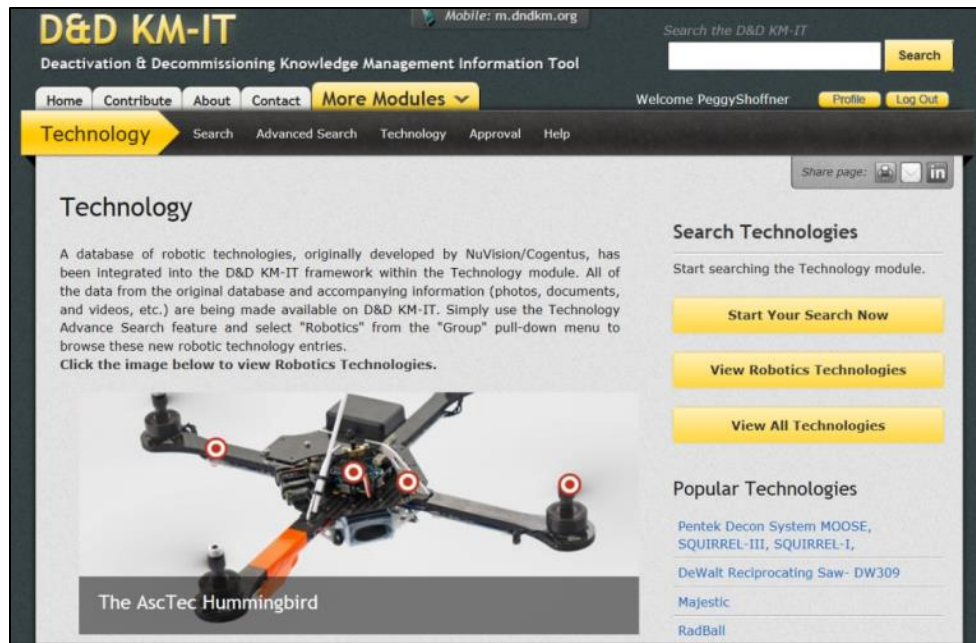 D&D KM-IT
Mobile: m.dndkm.org
Search the D&D KM-IT
Deactivation & Decommissioning Knowledge Management Information Tool
Search
Home Contribute About Contact More Modules
Welcome PeggyShoffner Profile Log Out
Technology Search Advanced Search Technology Approval Help
Share page: in
Technology
A database of robotic technologies, originally developed by NuVision/Cogentus, has
been integrated into the D&D KM-IT framework within the Technology module. All of
the data from the original database and accompanying information (photos, documents,
and videos, etc.) are being made available on D&D KM-IT. Simply use the Technology
Advance Search feature and select "Robotics" from the "Group" pull-down menu to
browse these new robotic technology entries.
Click the image below to view Robotics Technologies.
The AscTec Hummingbird
Search Technologies
Start searching the Technology module.
Start Your Search Now
View Robotics Technologies
View All Technologies
Popular Technologies
Pentek Decon System MOOSE,
SQUIRREL-III, SQUIRREL-I,
DeWalt Reciprocating Saw- DW309
Majestic
RadBall